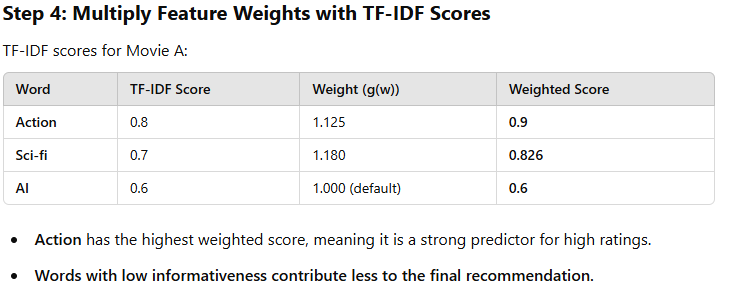 Step 4: Multiply Feature Weights with TF-IDF Scores
TF-IDF scores for Movie A:
Word TF-IDF Score Weight (g(w)) Weighted Score
Action 0.8 1.125 0.9
Sci-fi 0.7 1.180 0.826
AI 0.6 1.000 (default) 0.6
• Action has the highest weighted score, meaning it is a strong predictor for high ratings.
• Words with low informativeness contribute less to the final recommendation.